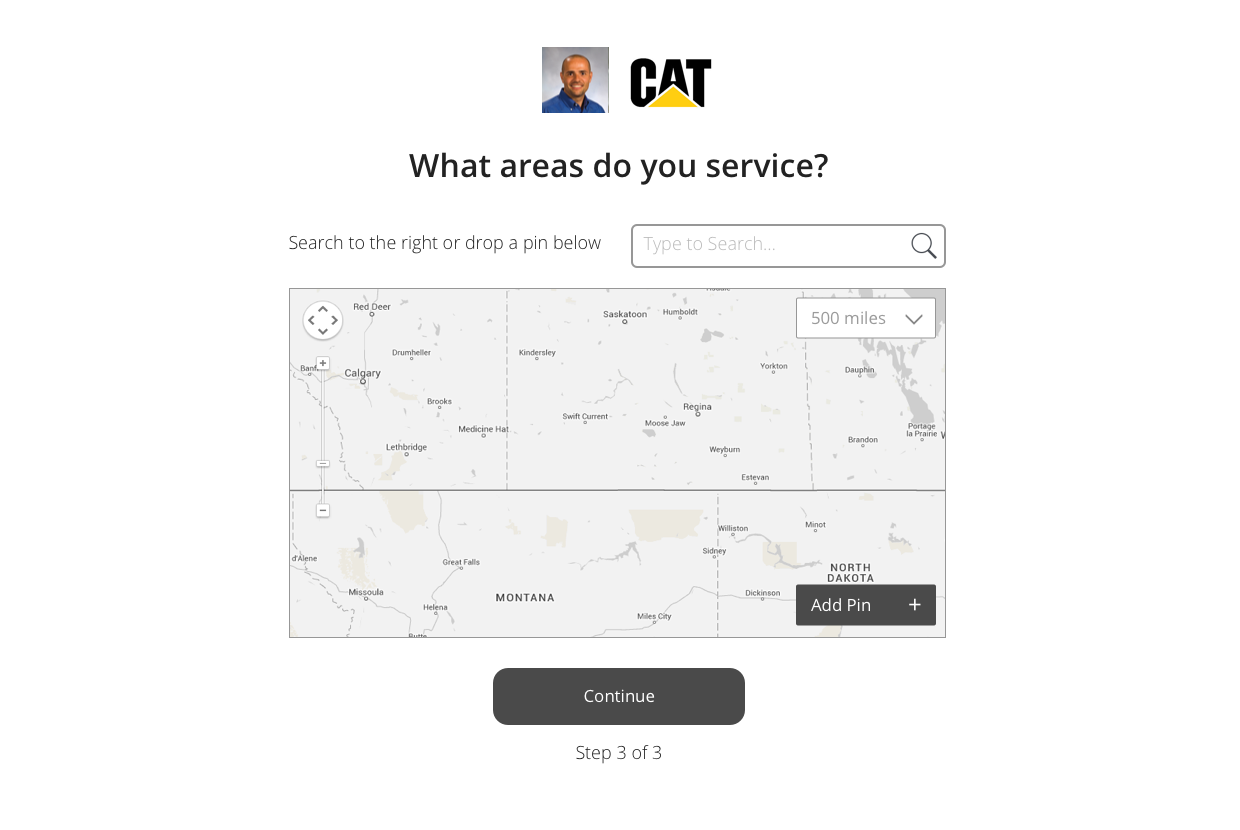 CAT
What areas do you service?
Search to the right or drop a pin below
Type to Search...
Red Deer
Saskatoon
Humboldt
500 miles
Drumheller
Kindersley
Banff
Calgary
Yorkton
Dauphin
Brooks
Regina
Swift Current
Moose Jaw
Medicine Hat
Portage
la Prairie
W
Lethbridge
Weyburn
Brandon
Estevan
Williston
Minot
Sidney
d'Alene
Great Falls
NORTH
DAKOTA
Missoula
MONTANA
Dickinson
Helena
Miles City
Add Pin +
Butte
Continue
Step 3 of 3